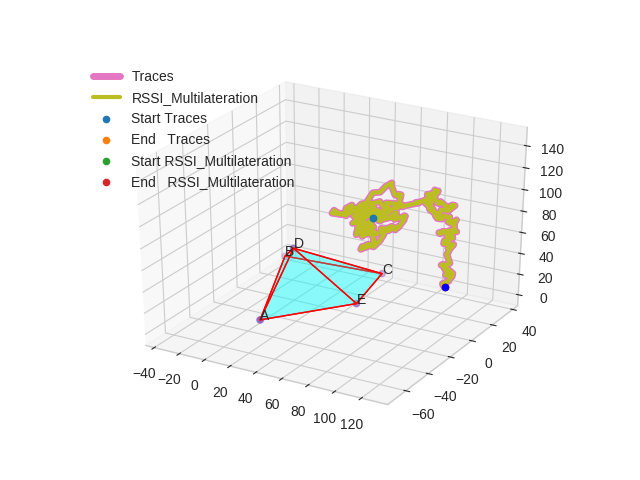 Traces
RSSI_Multilateration
Start Traces
End   Traces
Start RSSI_Multilateration
End   RSSI_Multilateration
A
B
C
D
E
−40
−20
0
20
40
60
80
100
120
−60
−40
−20
0
20
40
0
20
40
60
80
100
120
140